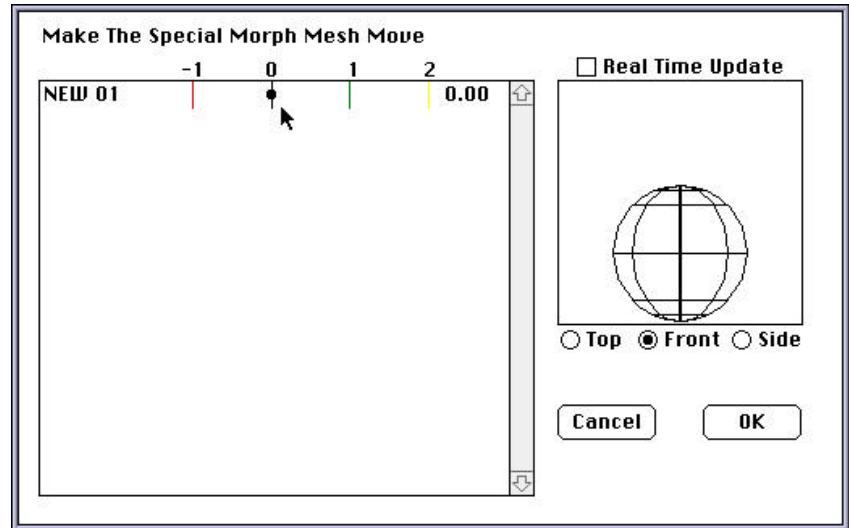 Make The Special Morph Mesh Move
-1 0 1 2
NEW 01 0.00
Real Time Update
Top Front Side
Cancel OK